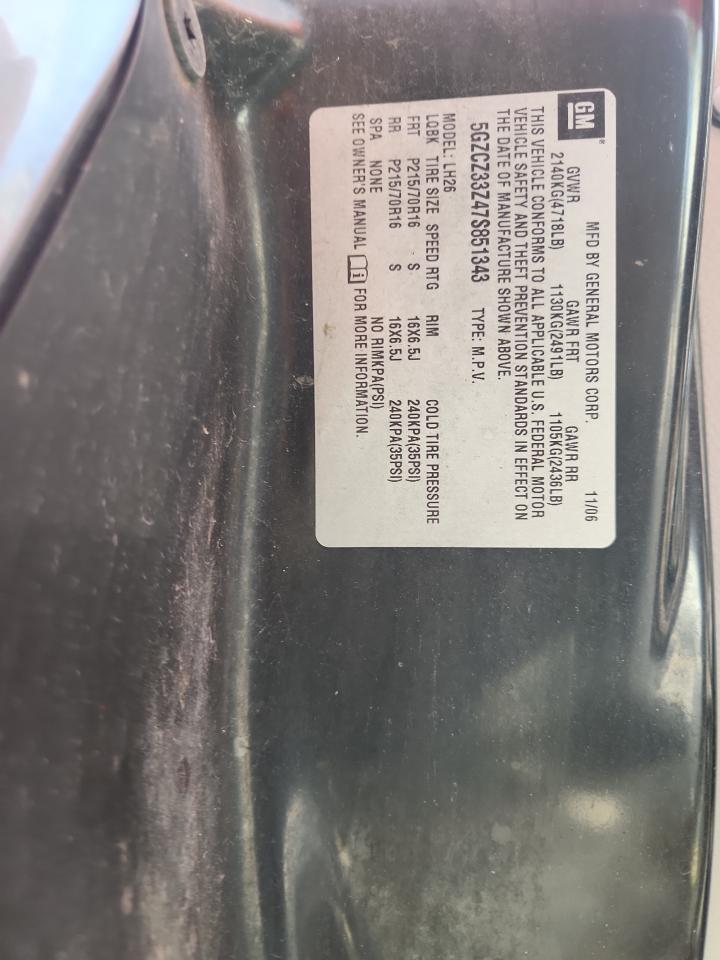 GM® MFD BY GENERAL MOTORS CORP. 11/06
GVWR GAWR FRT GAWR RR
2140KG(4718LB) 1130KG(2491LB) 1105KG(2436LB)
THIS VEHICLE CONFORMS TO ALL APPLICABLE U.S. FEDERAL MOTOR
VEHICLE SAFETY AND THEFT PREVENTION STANDARDS IN EFFECT ON
THE DATE OF MANUFACTURE SHOWN ABOVE.
5GZCZ33Z47S851343 TYPE: M.P.V.
MODEL: LH26
LQBK TIRE SIZE SPEED RTG RIM COLD TIRE PRESSURE
FRT P215/70R16 S 16X6.5J 240KPA(35PSI)
RR P215/70R16 S 16X6.5J 240KPA(35PSI)
SPA NONE NO RIMKPA(PSI)
SEE OWNER'S MANUAL i FOR MORE INFORMATION.